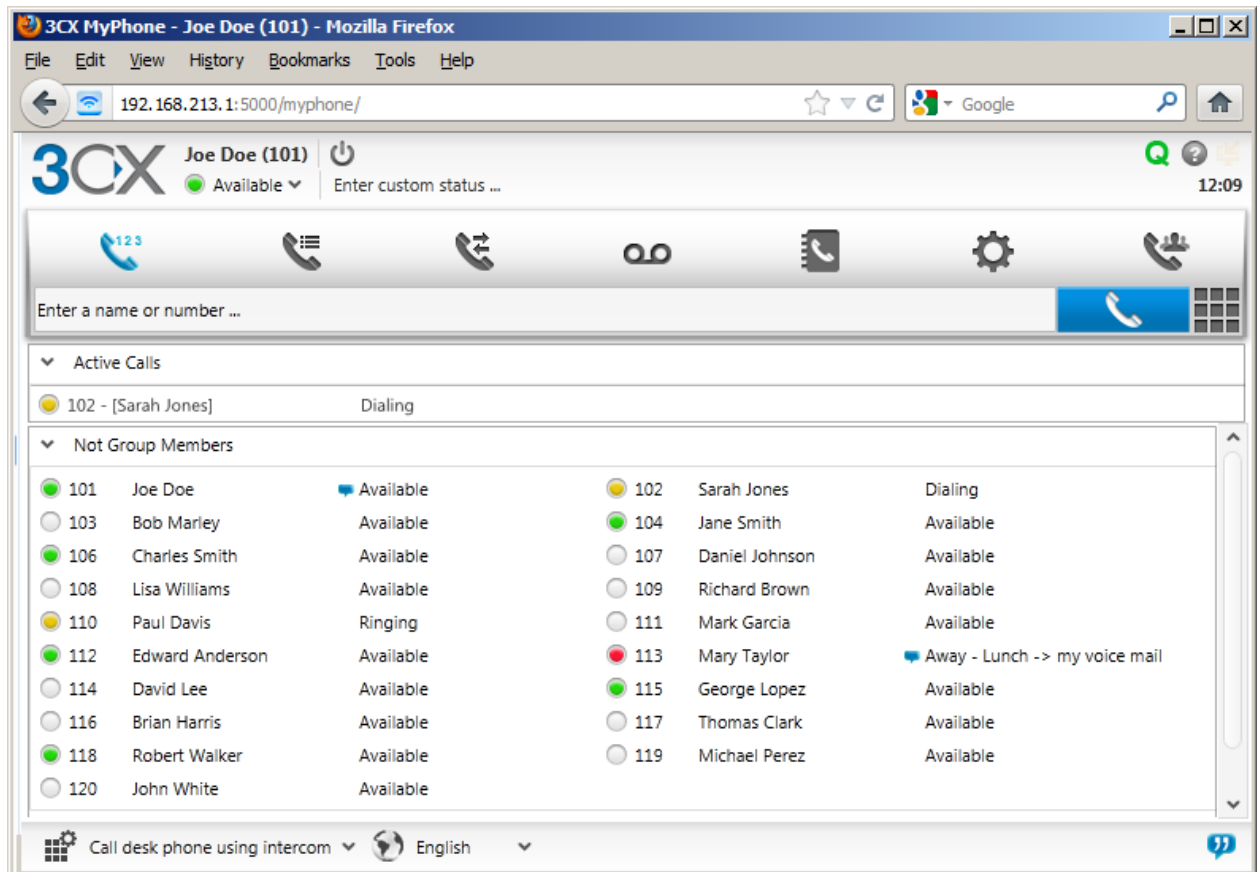 3CX MyPhone - Joe Doe (101) - Mozilla Firefox
File Edit View History Bookmarks Tools Help
192.168.213.1:5000/myphone/ Google
3CX Joe Doe (101) Q ?
Available Enter custom status ... 12:09
123
Enter a name or number ...
Active Calls
102 - [Sarah Jones] Dialing
Not Group Members
101 Joe Doe Available 102 Sarah Jones Dialing
103 Bob Marley Available 104 Jane Smith Available
106 Charles Smith Available 107 Daniel Johnson Available
108 Lisa Williams Available 109 Richard Brown Available
110 Paul Davis Ringing 111 Mark Garcia Available
112 Edward Anderson Available 113 Mary Taylor Away - Lunch -> my voice mail
114 David Lee Available 115 George Lopez Available
116 Brian Harris Available 117 Thomas Clark Available
118 Robert Walker Available 119 Michael Perez Available
120 John White Available
Call desk phone using intercom English